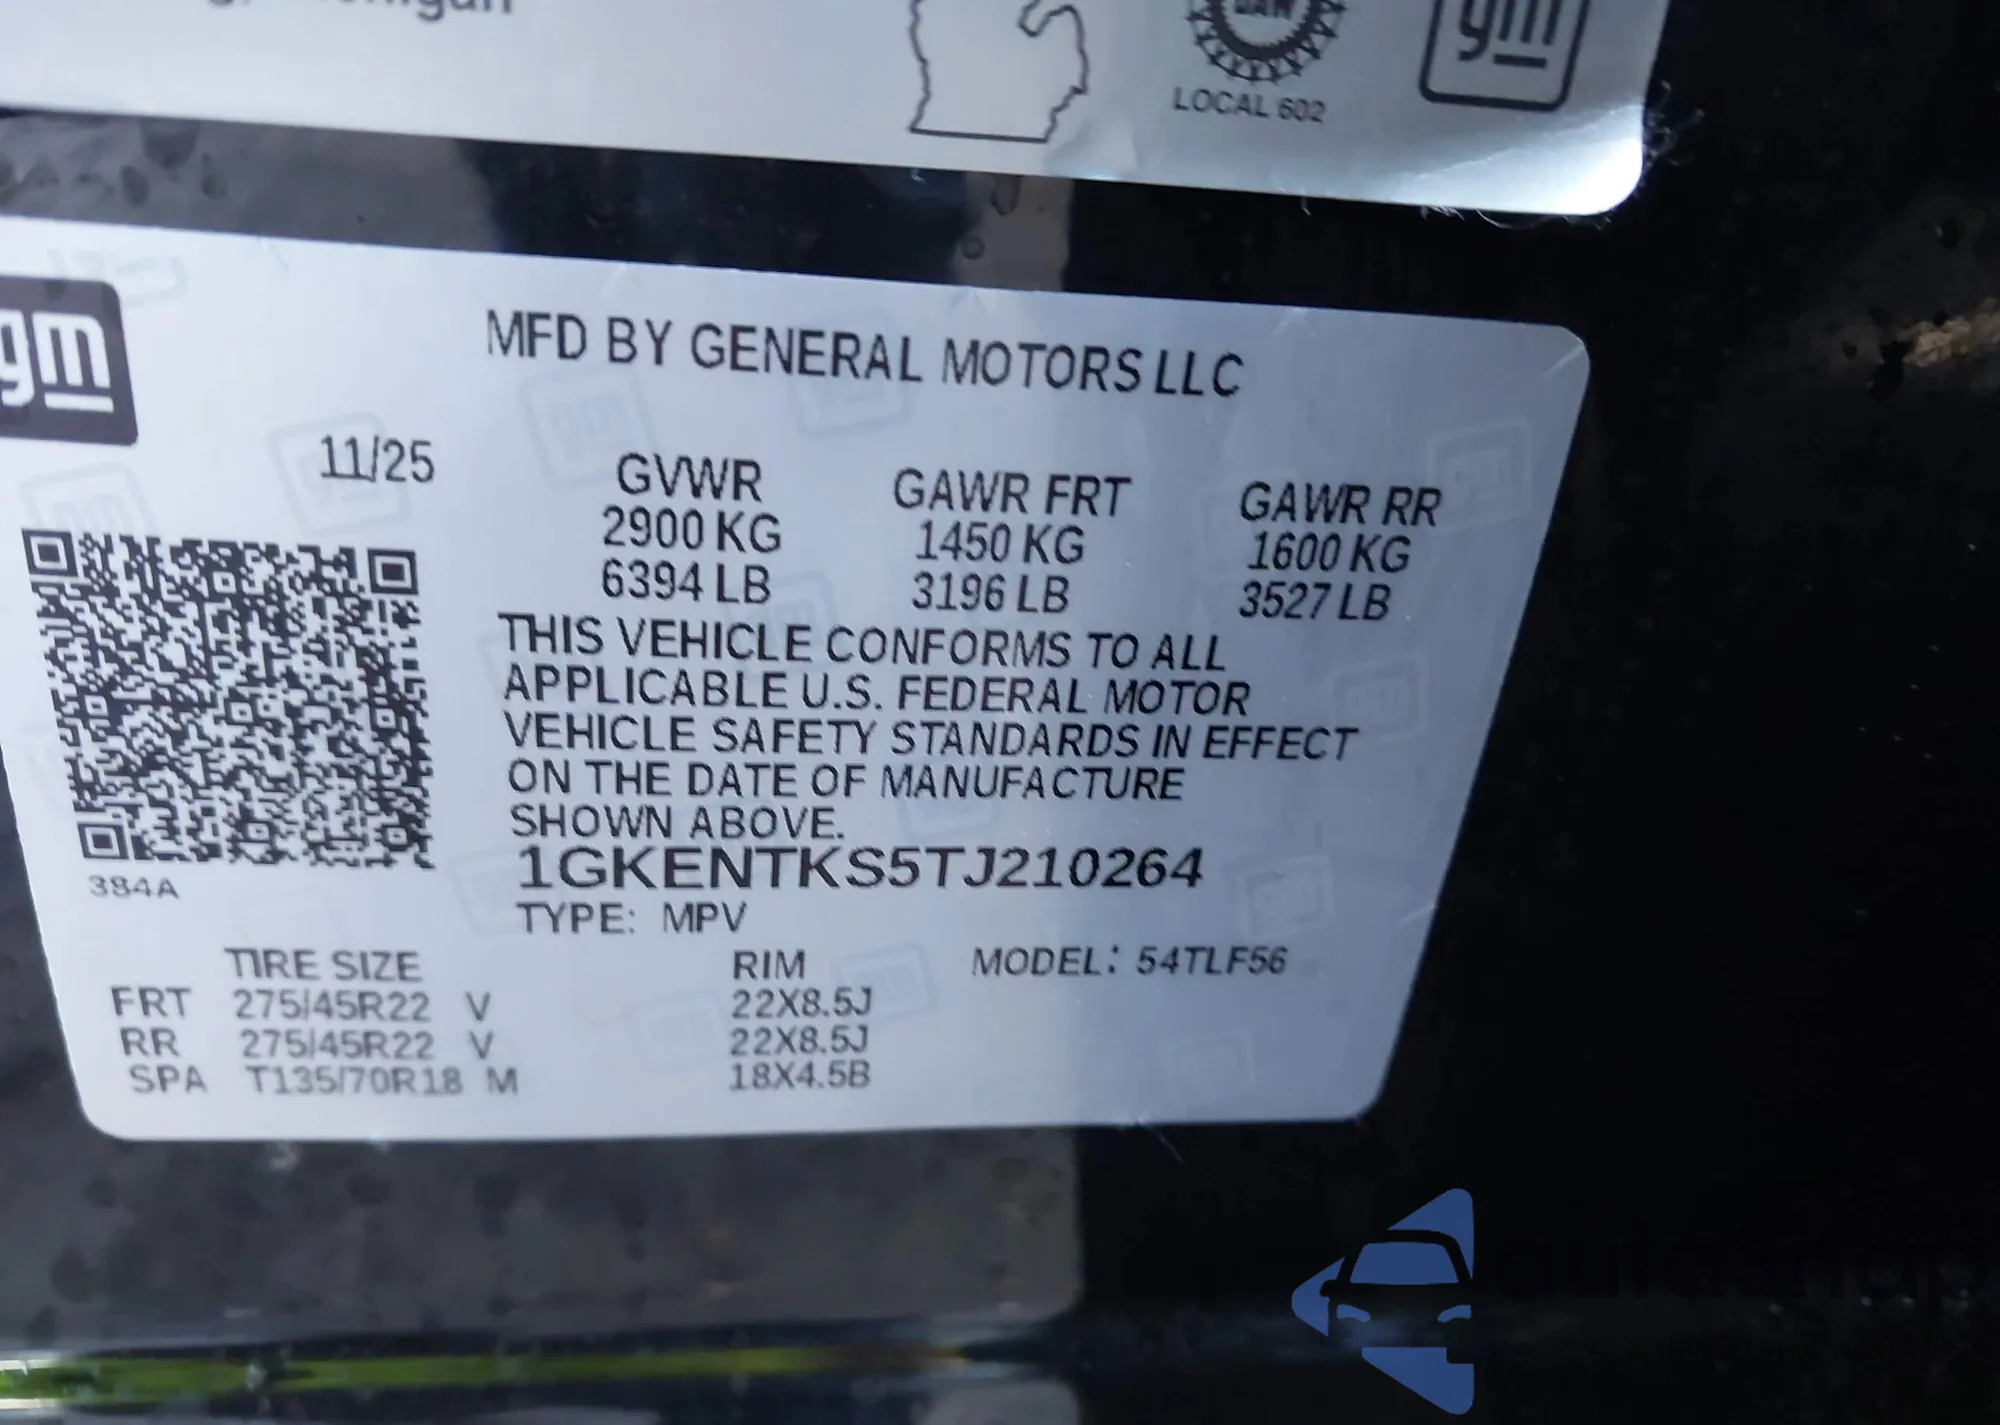 UAW
LOCAL 602
gm
gm
MFD BY GENERAL MOTORS LLC
11/25
GVWR GAWR FRT GAWR RR
2900 KG 1450 KG 1600 KG
6394 LB 3196 LB 3527 LB
THIS VEHICLE CONFORMS TO ALL
APPLICABLE U.S. FEDERAL MOTOR
VEHICLE SAFETY STANDARDS IN EFFECT
ON THE DATE OF MANUFACTURE
SHOWN ABOVE.
1GKENTKS5TJ210264
384A
TYPE: MPV
TIRE SIZE RIM MODEL: 54TLF56
FRT 275/45R22 V 22X8.5J
RR 275/45R22 V 22X8.5J
SPA T135/70R18 M 18X4.5B